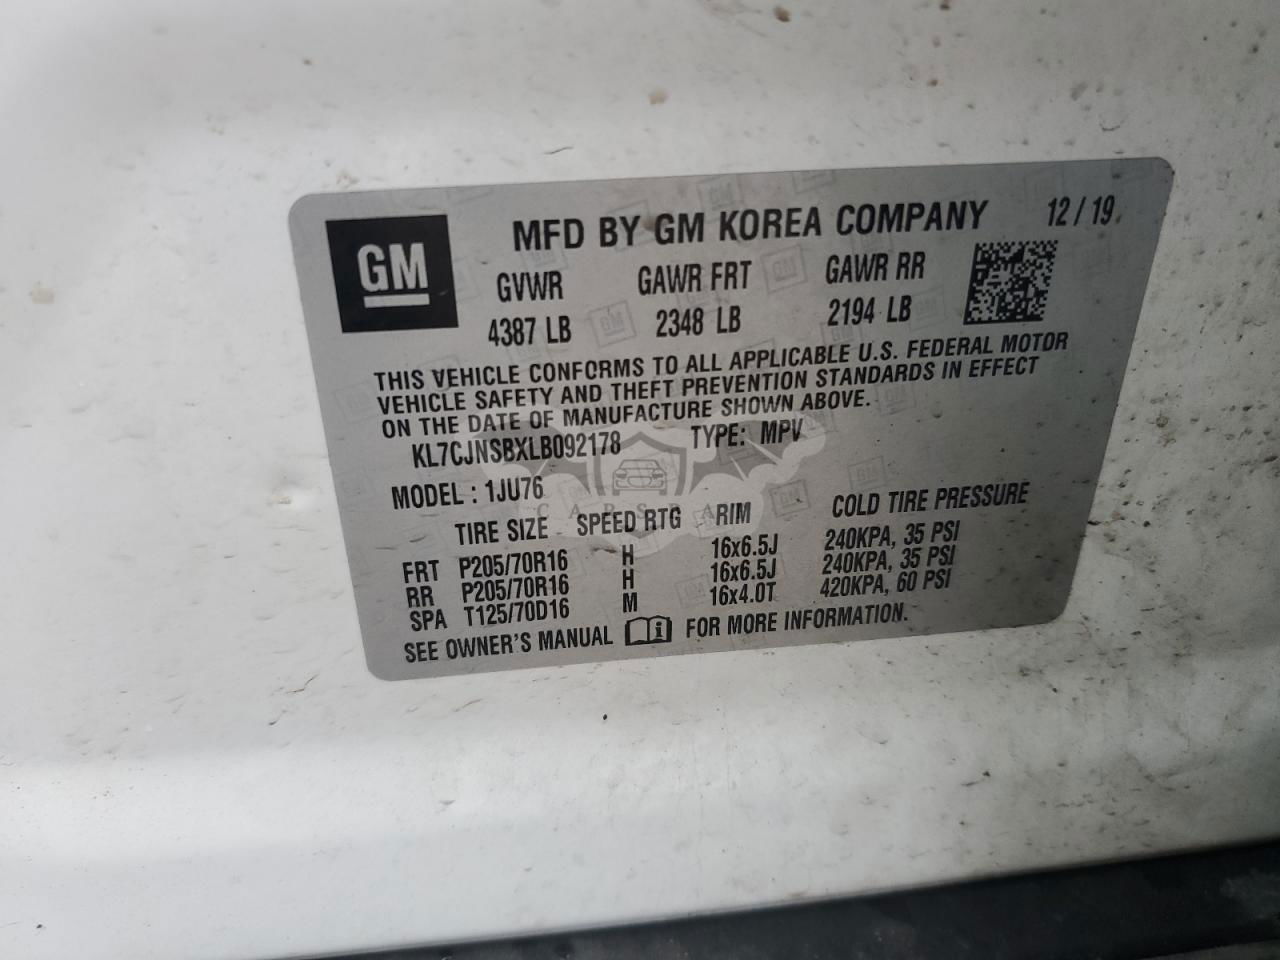 GM
MFD BY GM KOREA COMPANY 12/19
GVWR GAWR FRT GAWR RR
4387 LB 2348 LB 2194 LB
THIS VEHICLE CONFORMS TO ALL APPLICABLE U.S. FEDERAL MOTOR
VEHICLE SAFETY AND THEFT PREVENTION STANDARDS IN EFFECT
ON THE DATE OF MANUFACTURE SHOWN ABOVE.
KL7CJNSBXLB092178 TYPE: MPV
MODEL: 1JU76
TIRE SIZE SPEED RTG RIM COLD TIRE PRESSURE
FRT P205/70R16 H 16x6.5J 240KPA, 35 PSI
RR P205/70R16 H 16x6.5J 240KPA, 35 PSI
SPA T125/70D16 M 16x4.0T 420KPA, 60 PSI
SEE OWNER'S MANUAL FOR MORE INFORMATION.